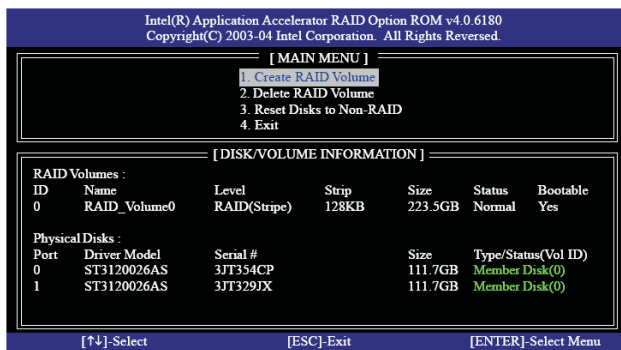 Intel(R) Application Accelerator RAID Option ROM v4.0.6180
Copyright(C) 2003-04 Intel Corporation. All Rights Reversed.
[ MAIN MENU ]
1. Create RAID Volume
2. Delete RAID Volume
3. Reset Disks to Non-RAID
4. Exit
[ DISK/VOLUME INFORMATION ]
RAID Volumes :
ID Name Level Strip Size Status Bootable
0 RAID_Volume0 RAID(Stripe) 128KB 223.5GB Normal Yes
Physical Disks :
Port Driver Model Serial # Size Type/Status(Vol ID)
0 ST3120026AS 3JT354CP 111.7GB Member Disk(0)
1 ST3120026AS 3JT329JX 111.7GB Member Disk(0)
[↑↓]-Select [ESC]-Exit [ENTER]-Select Menu